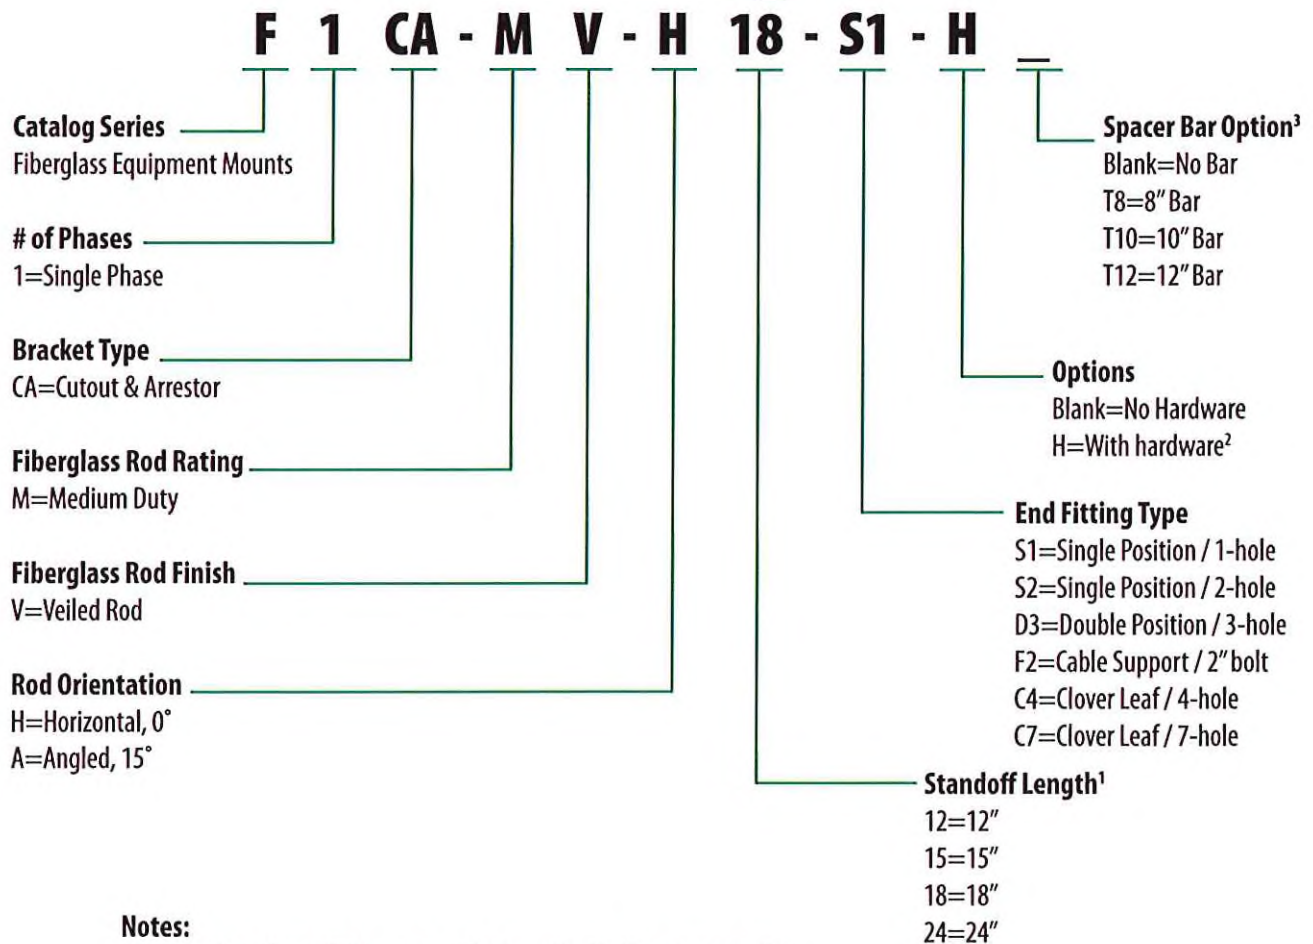 F 1 CA - M V - H 18 - S1 - H _
Catalog Series
Fiberglass Equipment Mounts
# of Phases
1=Single Phase
Bracket Type
CA=Cutout & Arrestor
Fiberglass Rod Rating
M=Medium Duty
Fiberglass Rod Finish
V=Veiled Rod
Rod Orientation
H=Horizontal, 0°
A=Angled, 15°
Spacer Bar Option³
Blank=No Bar
T8=8" Bar
T10=10" Bar
T12=12" Bar
Options
Blank=No Hardware
H=With hardware²
End Fitting Type
S1=Single Position / 1-hole
S2=Single Position / 2-hole
D3=Double Position / 3-hole
F2=Cable Support / 2" bolt
C4=Clover Leaf / 4-hole
C7=Clover Leaf / 7-hole
Standoff Length¹
12=12"
15=15"
18=18"
24=24"
Notes: